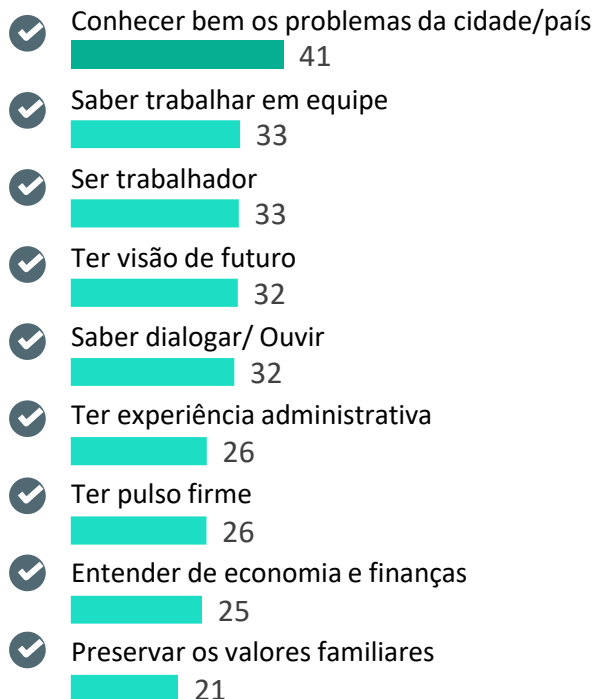 Conhecer bem os problemas da cidade/país
41
Saber trabalhar em equipe
33
Ser trabalhador
33
Ter visão de futuro
32
Saber dialogar/ Ouvir
32
Ter experiência administrativa
26
Ter pulso firme
26
Entender de economia e finanças
25
Preservar os valores familiares
21